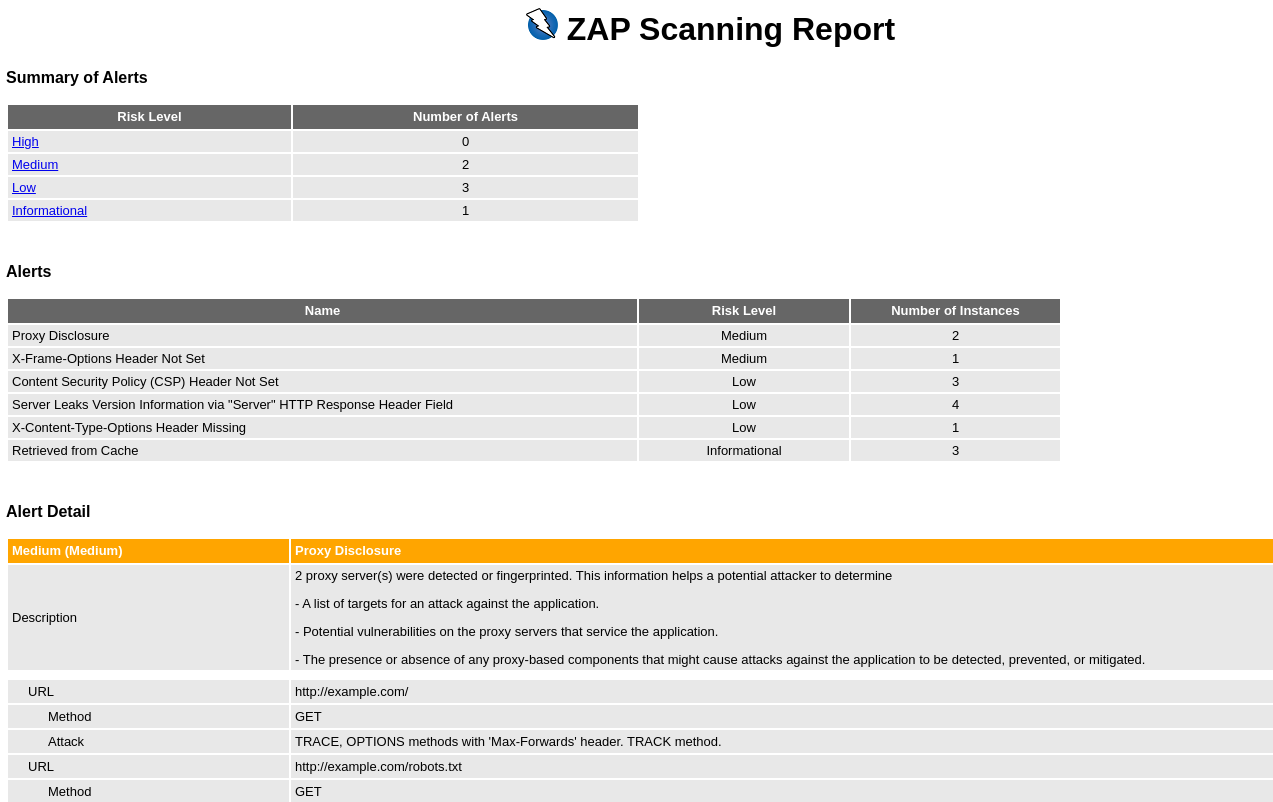 ZAP Scanning Report
Summary of Alerts
Risk Level Number of Alerts
High 0
Medium 2
Low 3
Informational 1
Alerts
Name Risk Level Number of Instances
Proxy Disclosure Medium 2
X-Frame-Options Header Not Set Medium 1
Content Security Policy (CSP) Header Not Set Low 3
Server Leaks Version Information via "Server" HTTP Response Header Field Low 4
X-Content-Type-Options Header Missing Low 1
Retrieved from Cache Informational 3
Alert Detail
Medium (Medium) Proxy Disclosure
Description
2 proxy server(s) were detected or fingerprinted. This information helps a potential attacker to determine
- A list of targets for an attack against the application.
- Potential vulnerabilities on the proxy servers that service the application.
- The presence or absence of any proxy-based components that might cause attacks against the application to be detected, prevented, or mitigated.
URL http://example.com/
Method GET
Attack TRACE, OPTIONS methods with 'Max-Forwards' header. TRACK method.
URL http://example.com/robots.txt
Method GET